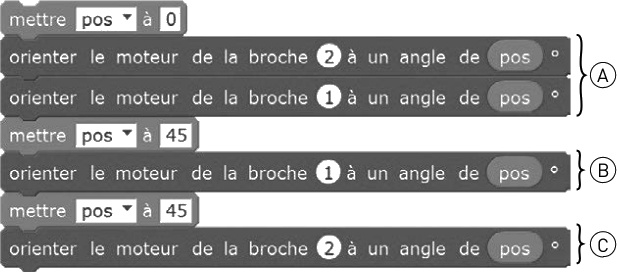 mettre pos à 0
orienter le moteur de la broche 2 à un angle de pos °
orienter le moteur de la broche 1 à un angle de pos °
A
mettre pos à 45
orienter le moteur de la broche 1 à un angle de pos °
B
mettre pos à 45
orienter le moteur de la broche 2 à un angle de pos °
C